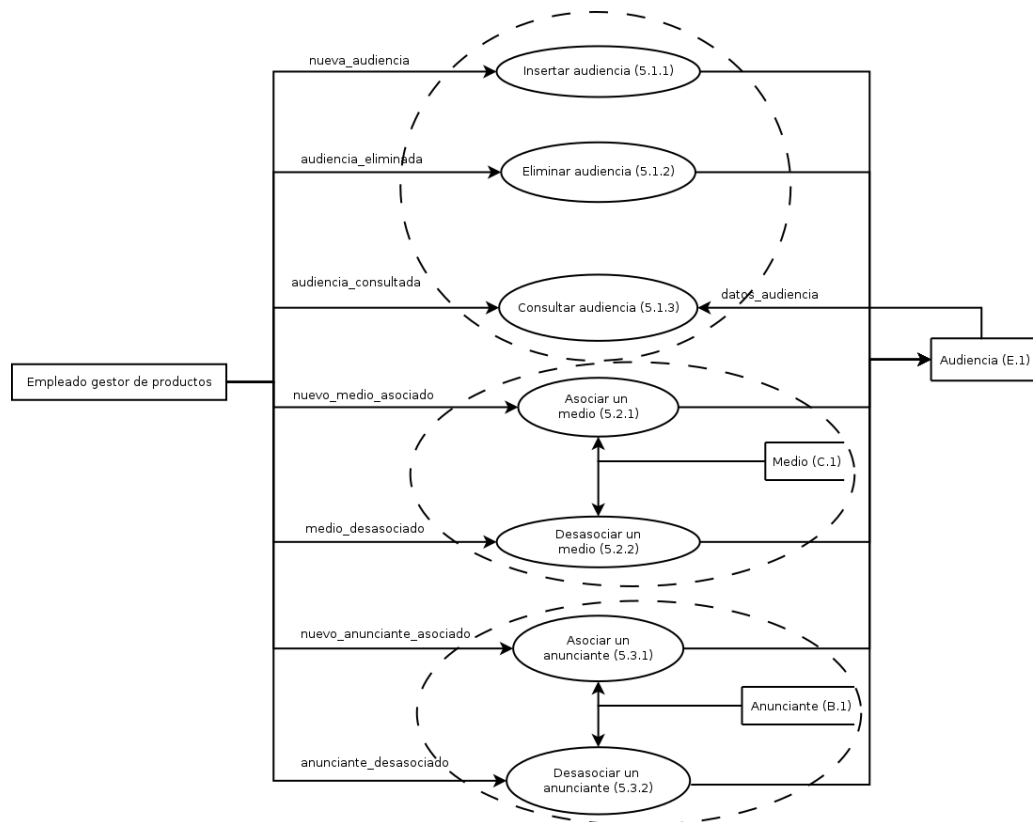 nueva_audiencia
Insertar audiencia (5.1.1)
audiencia_eliminada
Eliminar audiencia (5.1.2)
audiencia_consultada
Consultar audiencia (5.1.3)
datos_audiencia
Audiencia (E.1)
Empleado gestor de productos
nuevo_medio_asociado
Asociar un
medio (5.2.1)
Medio (C.1)
medio_desasociado
Desasociar un
medio (5.2.2)
nuevo_anunciante_asociado
Asociar un
anunciante (5.3.1)
Anunciante (B.1)
anunciante_desasociado
Desasociar un
anunciante (5.3.2)